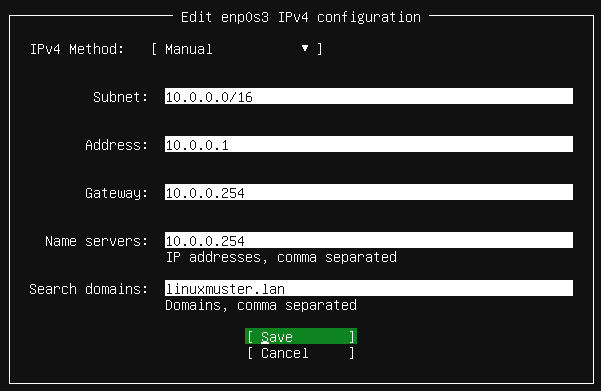 Edit enp0s3 IPv4 configuration
IPv4 Method: [ Manual ▼ ]
Subnet: 10.0.0.0/16
Address: 10.0.0.1
Gateway: 10.0.0.254
Name servers: 10.0.0.254
IP addresses, comma separated
Search domains: linuxmuster.lan
Domains, comma separated
[ Save ]
[ Cancel ]